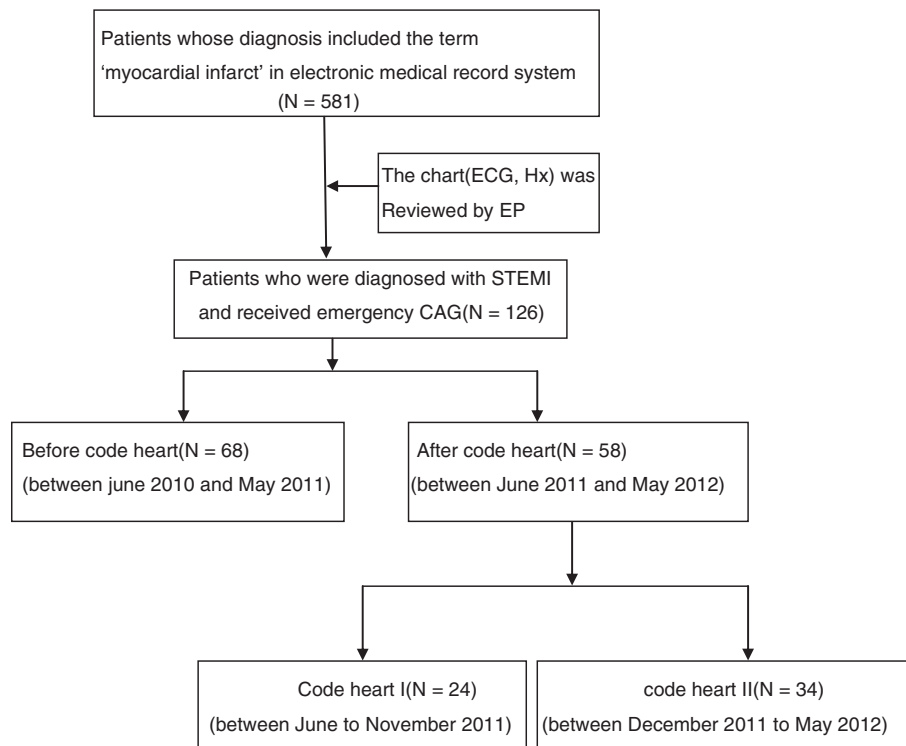 Patients whose diagnosis included the term
‘myocardial infarct’ in electronic medical record system
(N = 581)
The chart(ECG, Hx) was
Reviewed by EP
Patients who were diagnosed with STEMI
and received emergency CAG(N = 126)
Before code heart(N = 68)
(between june 2010 and May 2011)
After code heart(N = 58)
(between June 2011 and May 2012)
Code heart I(N = 24)
(between June to November 2011)
code heart II(N = 34)
(between December 2011 to May 2012)